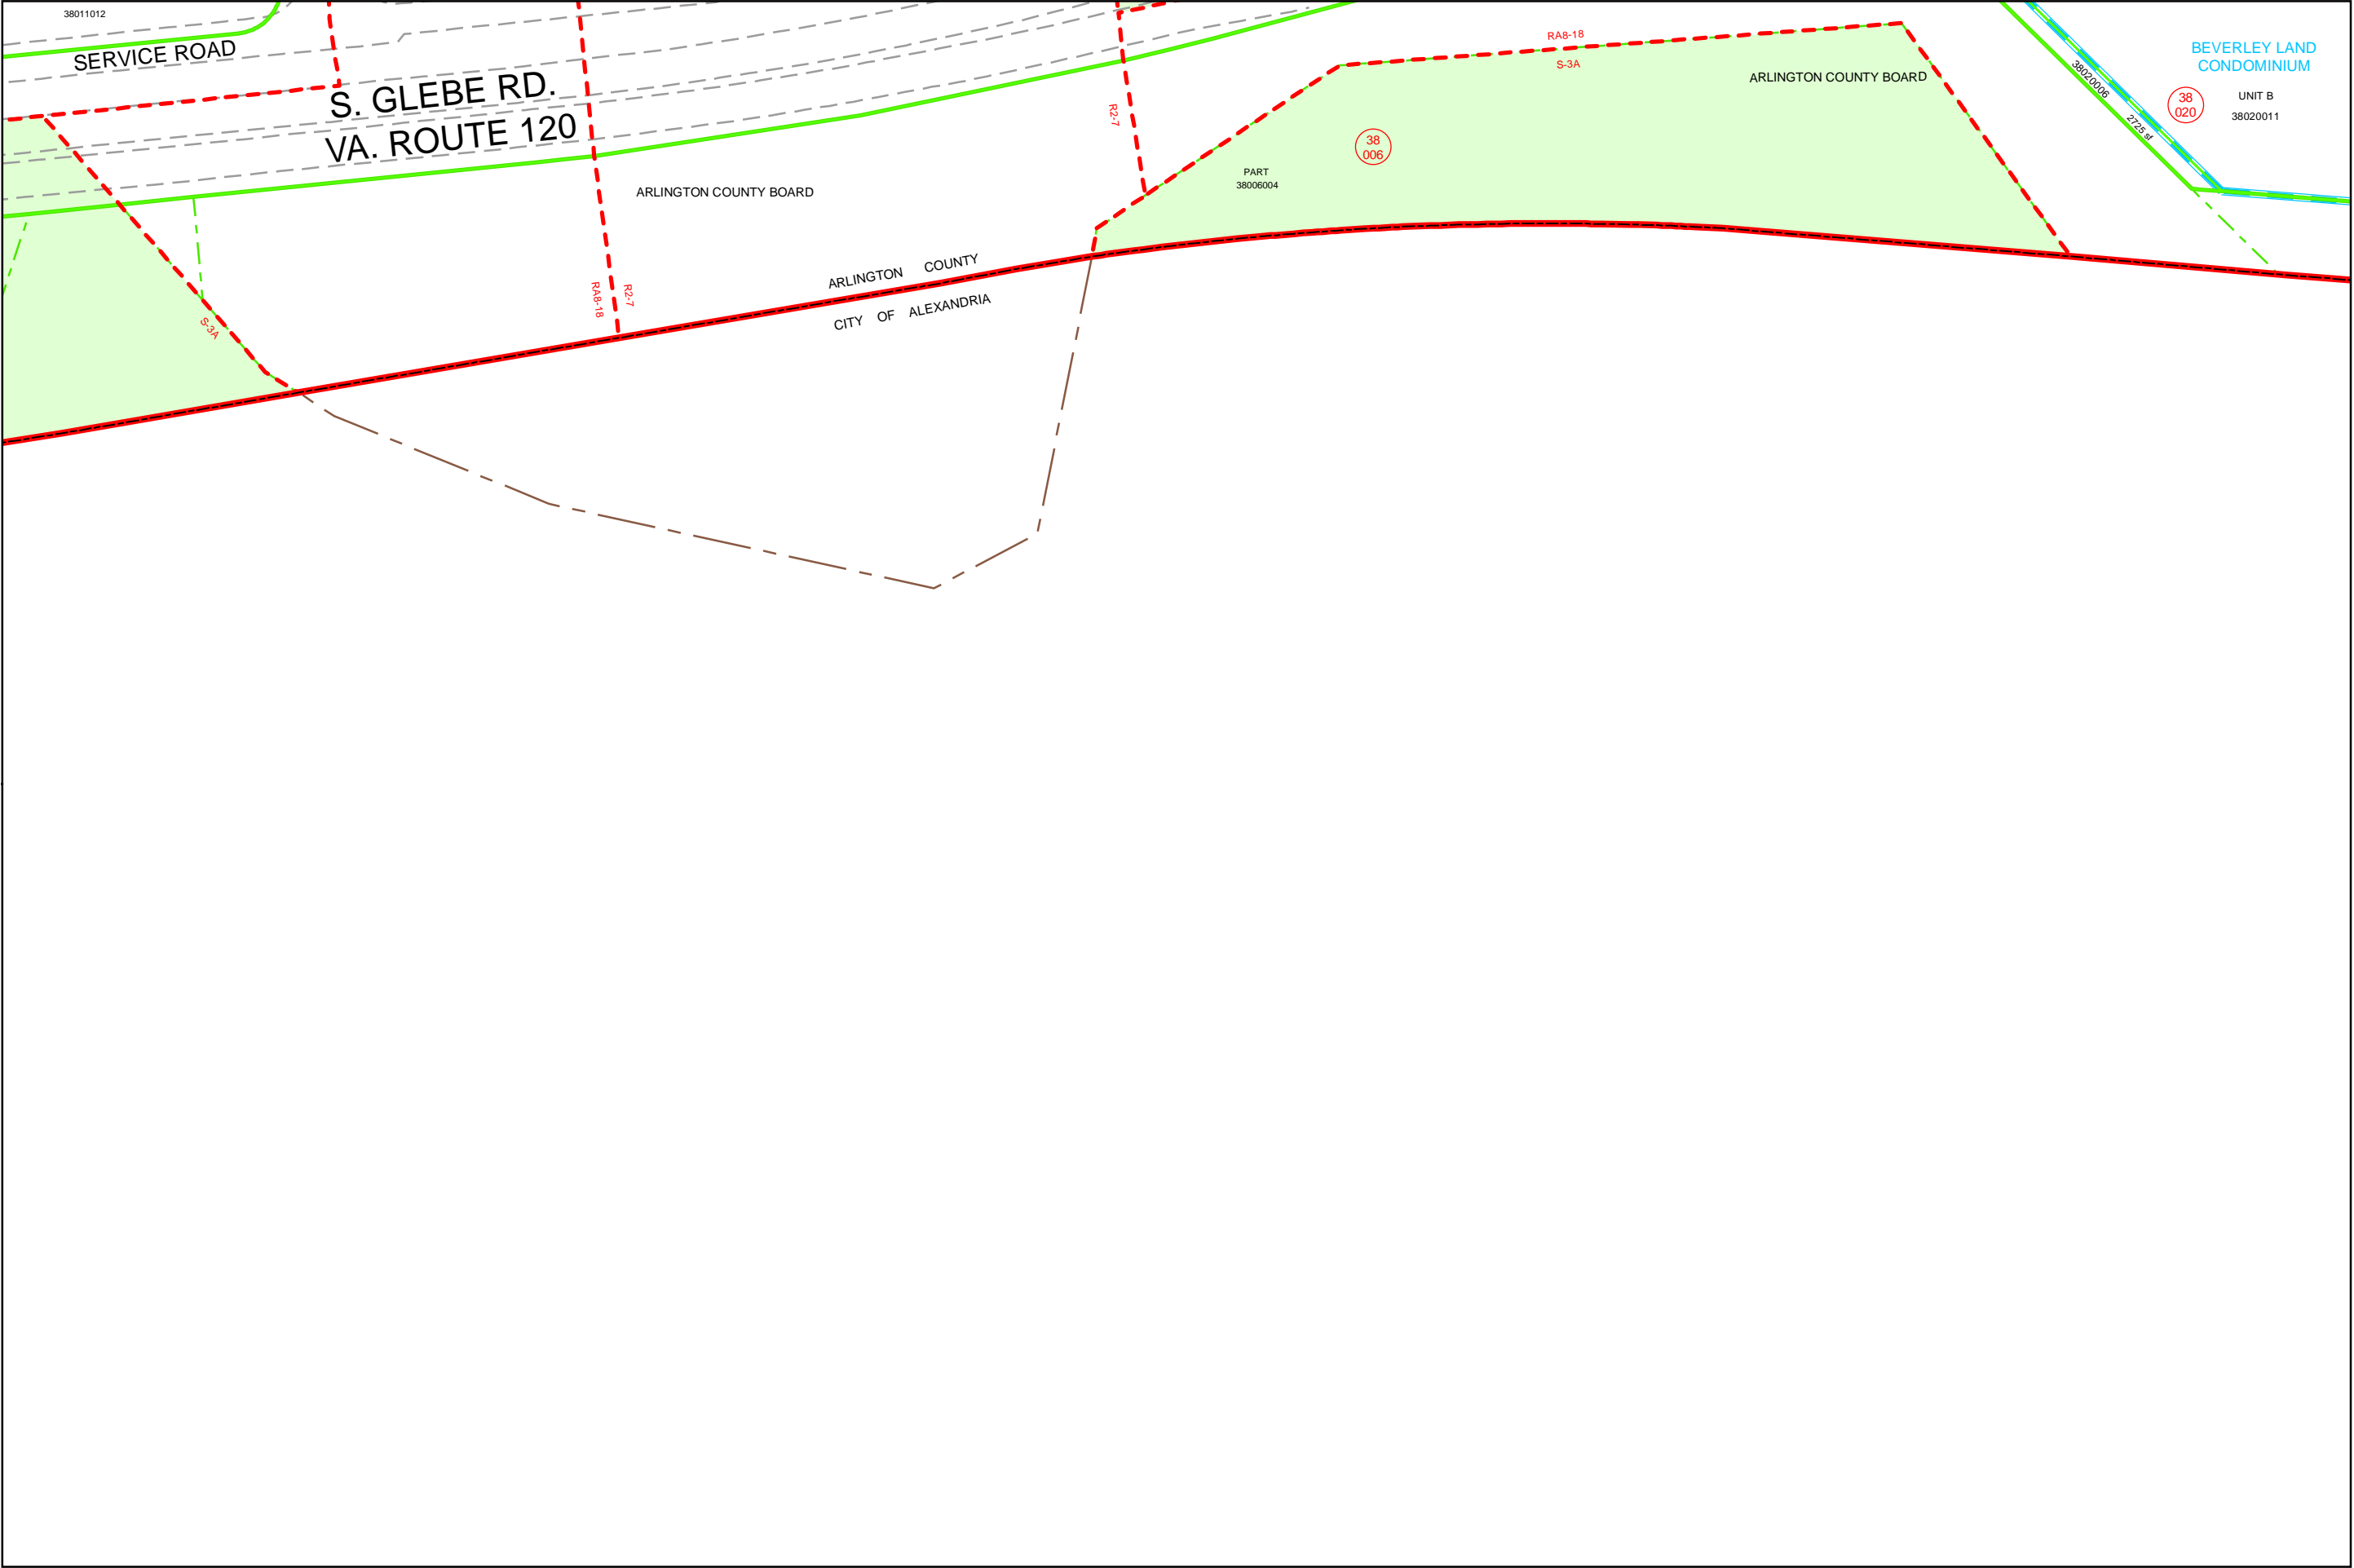 38011012
SERVICE ROAD
S. GLEBE RD.
VA. ROUTE 120
ARLINGTON COUNTY BOARD
RA8-18
R2-7
S-3A
ARLINGTON COUNTY
CITY OF ALEXANDRIA
R2-7
RA8-18
S-3A
38
006
PART
38006004
ARLINGTON COUNTY BOARD
38020006
2725 sf
BEVERLEY LAND
CONDOMINIUM
38
020
UNIT B
38020011